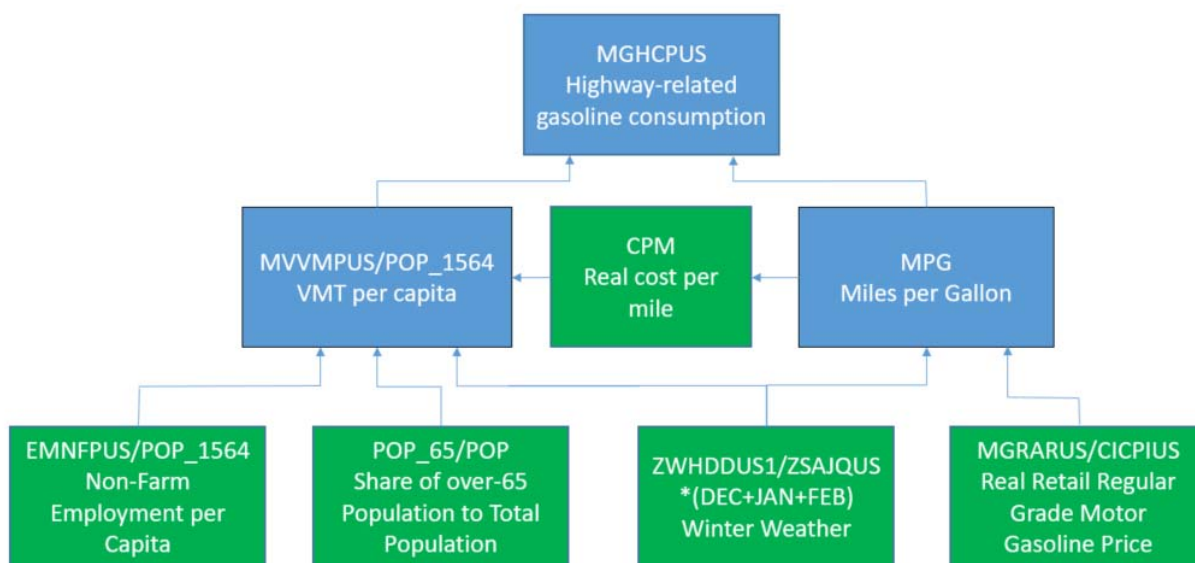 MGHCPUS
Highway-related
gasoline consumption
MVVMPUS/POP_1564
VMT per capita
CPM
Real cost per
mile
MPG
Miles per Gallon
EMNFPUS/POP_1564
Non-Farm
Employment per
Capita
POP_65/POP
Share of over-65
Population to Total
Population
ZWHDDUS1/ZSAJQUS
*(DEC+JAN+FEB)
Winter Weather
MGRARUS/CICPIUS
Real Retail Regular
Grade Motor
Gasoline Price